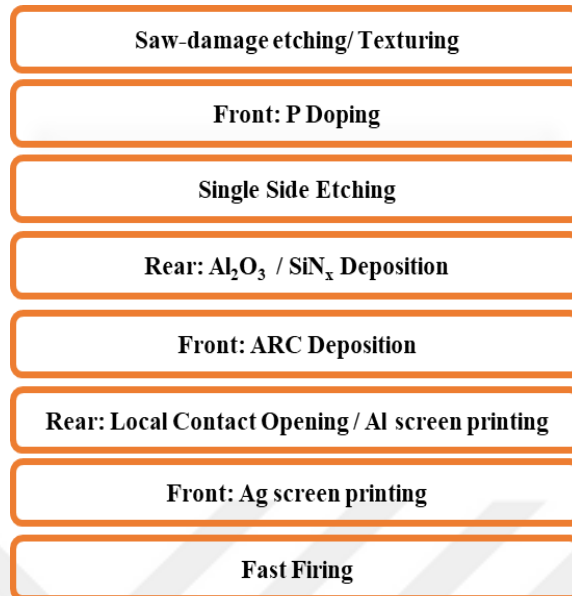 Saw-damage etching/ Texturing
Front: P Doping
Single Side Etching
Rear: Al₂O₃ / SiNₓ Deposition
Front: ARC Deposition
Rear: Local Contact Opening / Al screen printing
Front: Ag screen printing
Fast Firing